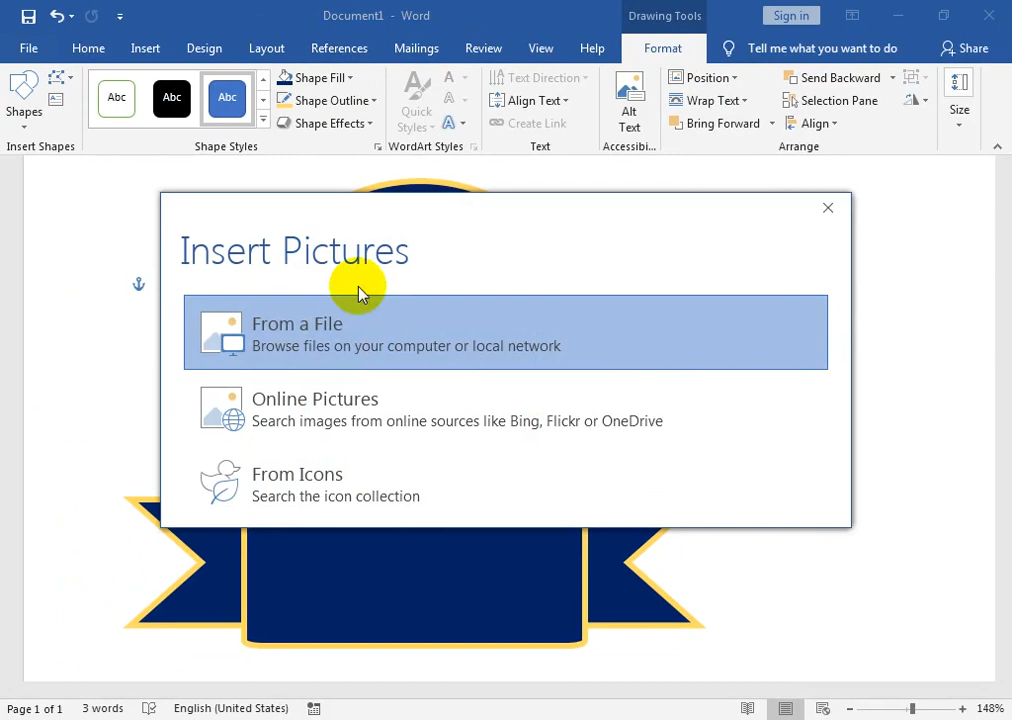 Document1 - Word
Drawing Tools
Sign in
File
Home
Insert
Design
Layout
References
Mailings
Review
View
Help
Format
Tell me what you want to do
Share
Shapes
Insert Shapes
Abc
Abc
Abc
Shape Fill
Shape Outline
Shape Effects
Shape Styles
Quick
Styles
WordArt Styles
Text Direction
Align Text
Create Link
Text
Alt
Text
Accessibi...
Position
Wrap Text
Bring Forward
Send Backward
Selection Pane
Align
Arrange
Size
Insert Pictures
From a File
Browse files on your computer or local network
Online Pictures
Search images from online sources like Bing, Flickr or OneDrive
From Icons
Search the icon collection
Page 1 of 1
3 words
English (United States)
148%